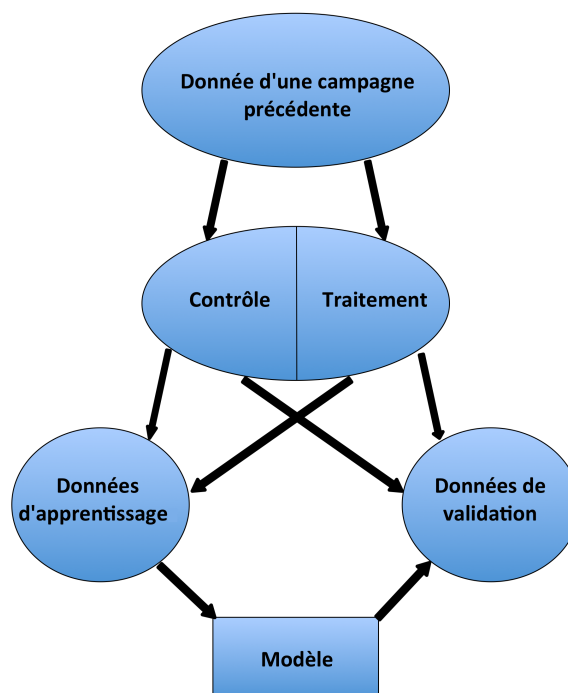 Donnée d'une campagne
précédente
Contrôle
Traitement
Données
d'apprentissage
Données de
validation
Modèle